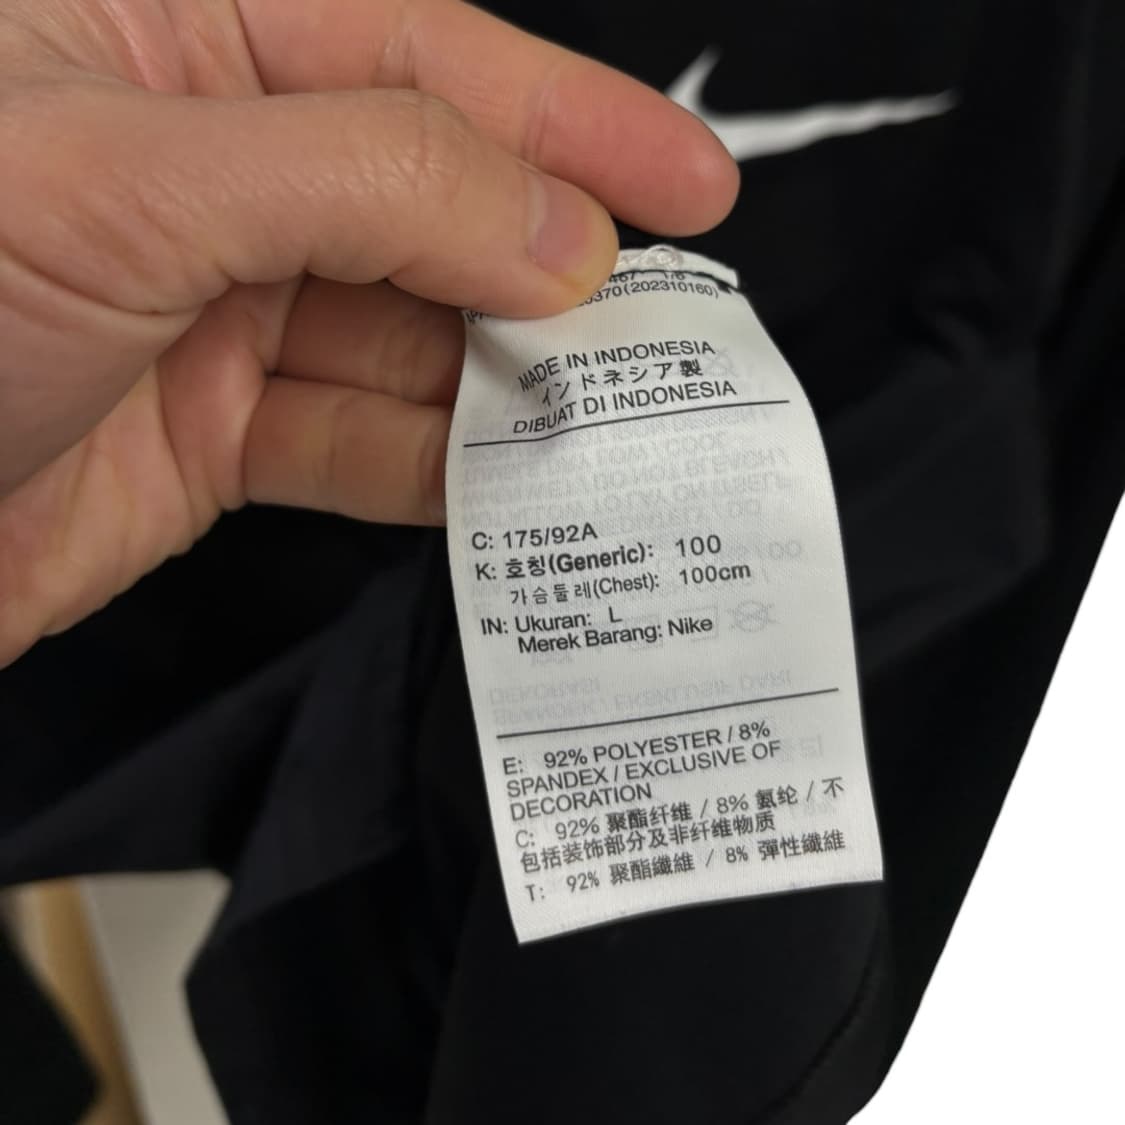 (202310160)
MADE IN INDONESIA
インドネシア製
DIBUAT DI INDONESIA
C: 175/92A
K: 호칭(Generic): 100
가슴둘레(Chest): 100cm
IN: Ukuran: L
Merek Barang: Nike
E: 92% POLYESTER / 8%
SPANDEX / EXCLUSIVE OF
DECORATION
C: 92% 聚酯纤维 / 8% 氨纶 / 不
包括装饰部分及非纤维物质
T: 92% 聚酯纖維 / 8% 彈性纖維